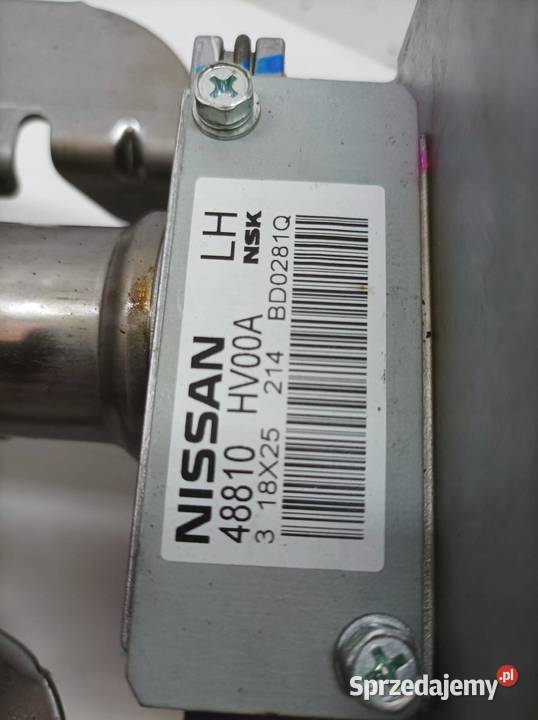 NISSAN LH
48810 HV00A NSK
3 18X25 214 BD0281Q
Sprzedajemy.pl